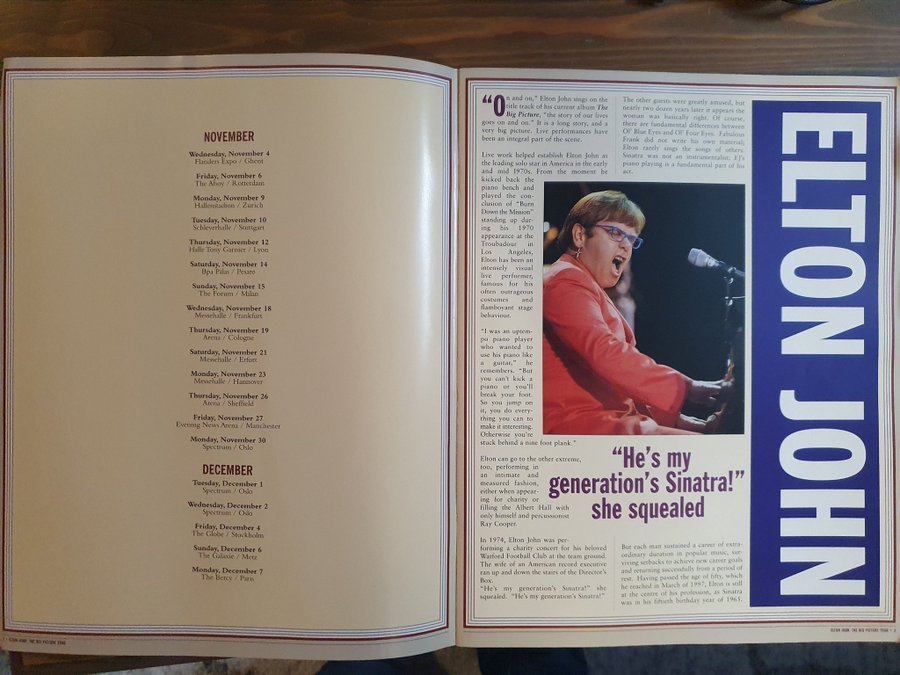 NOVEMBER
Wednesday, November 4
Flanders Expo / Ghent
Friday, November 6
The Ahoy / Rotterdam
Monday, November 9
Hallenstadion / Zurich
Tuesday, November 10
Schleyerhalle / Stuttgart
Thursday, November 12
Halle Tony Garnier / Lyon
Saturday, November 14
Bpa Palas / Pesaro
Sunday, November 15
The Forum / Milan
Wednesday, November 18
Messehalle / Frankfurt
Thursday, November 19
Arena / Cologne
Saturday, November 21
Messehalle / Erfurt
Monday, November 23
Messehalle / Hannover
Thursday, November 26
Arena / Sheffield
Friday, November 27
Evening News Arena / Manchester
Monday, November 30
Spectrum / Oslo
DECEMBER
Tuesday, December 1
Spectrum / Oslo
Wednesday, December 2
Spectrum / Oslo
Friday, December 4
The Globe / Stockholm
Sunday, December 6
The Galaxie / Metz
Monday, December 7
The Bercy / Paris
ELTON JOHN: THE BIG PICTURE TOUR
“On and on,” Elton John sings on the
title track of his current album The
Big Picture, “the story of our lives
goes on and on.” It is a long story, and a
very big picture. Live performances have
been an integral part of the scene.
Live work helped establish Elton John as
the leading solo star in America in the early
and mid 1970s. From the moment he
kicked back the
piano bench and
played the con-
clusion of “Burn
Down the Mission”
standing up dur-
ing his 1970
appearance at the
Troubadour in
Los Angeles,
Elton has been an
intensely visual
live performer,
famous for his
often outrageous
costumes and
flamboyant stage
behaviour.
“I was an uptem-
po piano player
who wanted to
use his piano like
a guitar,” he
remembers. “But
you can't kick a
piano or you'll
break your foot.
So you jump on
it, you do every-
thing you can to
make it interesting.
Otherwise you're
stuck behind a nine foot plank.”
Elton can go to the other extreme,
too, performing in
an intimate and
measured fashion,
either when appear-
ing for charity or
filling the Albert Hall with
only himself and percussionist
Ray Cooper.
In 1974, Elton John was per-
forming a charity concert for his beloved
Watford Football Club at the team ground.
The wife of an American record executive
ran up and down the stairs of the Director's
Box.
“He's my generation's Sinatra!” she
squealed. “He's my generation's Sinatra!”
The other guests were greatly amused, but
nearly two dozen years later it appears the
woman was basically right. Of course,
there are fundamental differences between
Ol' Blue Eyes and Ol' Four Eyes. Fabulous
Frank did not write his own material;
Elton rarely sings the songs of others.
Sinatra was not an instrumentalist; EJ's
piano playing is a fundamental part of his
act.
“He's my
generation's Sinatra!”
she squealed
But each man sustained a career of extra-
ordinary duration in popular music, sur-
viving setbacks to achieve new career goals
and returning successfully from a period of
rest. Having passed the age of fifty, which
he reached in March of 1997, Elton is still
at the centre of his profession, as Sinatra
was in his fiftieth birthday year of 1965.
ELTON JOHN
ELTON JOHN: THE BIG PICTURE TOUR